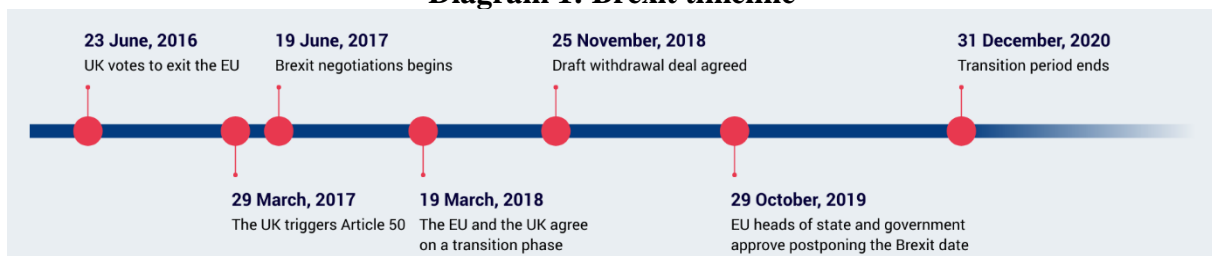 Diagram 1: Brexit timeline
23 June, 2016
UK votes to exit the EU
19 June, 2017
Brexit negotiations begins
25 November, 2018
Draft withdrawal deal agreed
31 December, 2020
Transition period ends
29 March, 2017
The UK triggers Article 50
19 March, 2018
The EU and the UK agree
on a transition phase
29 October, 2019
EU heads of state and government
approve postponing the Brexit date